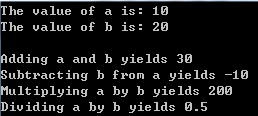 The value of a is: 10
The value of b is: 20
Adding a and b yields 30
Subtracting b from a yields -10
Multiplying a by b yields 200
Dividing a by b yields 0.5